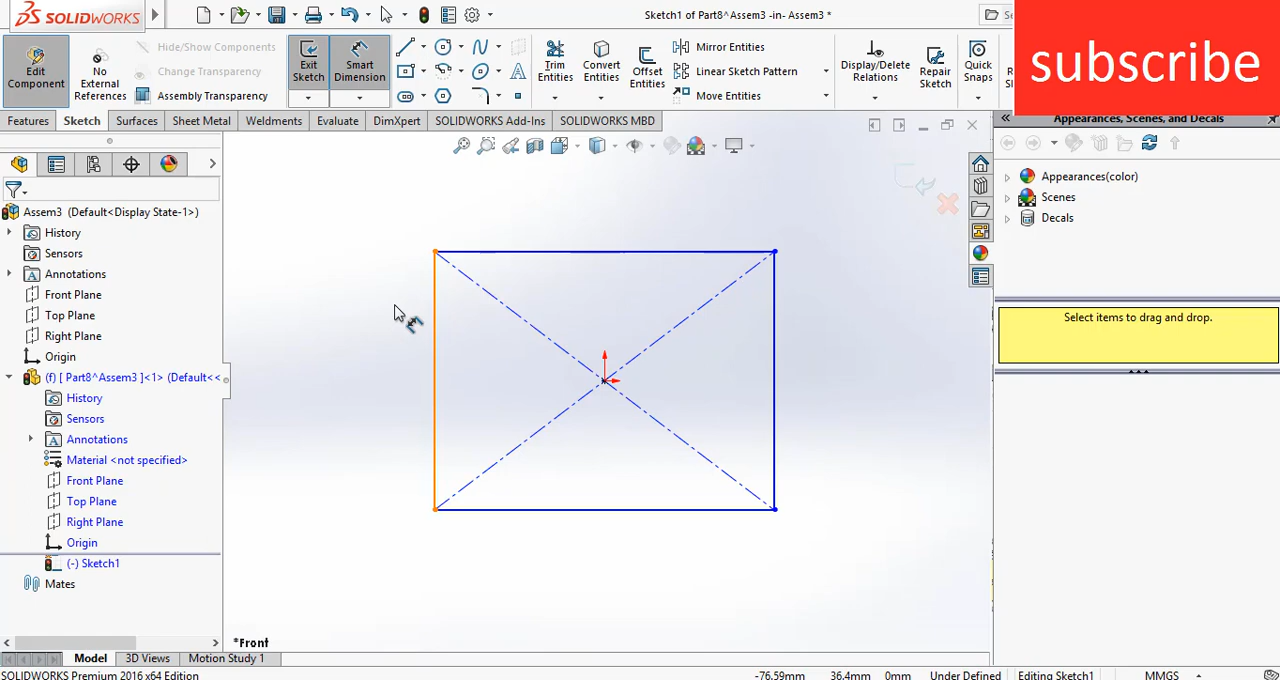 SOLIDWORKS
Sketch1 of Part8^Assem3 -in- Assem3 *
subscribe
Edit Component
No External References
Hide/Show Components
Change Transparency
Assembly Transparency
Exit Sketch
Smart Dimension
Trim Entities
Convert Entities
Offset Entities
Mirror Entities
Linear Sketch Pattern
Move Entities
Display/Delete Relations
Repair Sketch
Quick Snaps
Features
Sketch
Surfaces
Sheet Metal
Weldments
Evaluate
DimXpert
SOLIDWORKS Add-Ins
SOLIDWORKS MBD
Appearances, Scenes, and Decals
Appearances(color)
Scenes
Decals
Select items to drag and drop.
Assem3 (Default<Display State-1>)
History
Sensors
Annotations
Front Plane
Top Plane
Right Plane
Origin
(f) [ Part8^Assem3 ]<1> (Default<<
History
Sensors
Annotations
Material <not specified>
Front Plane
Top Plane
Right Plane
Origin
(-) Sketch1
Mates
*Front
Model
3D Views
Motion Study 1
SOLIDWORKS Premium 2016 x64 Edition
-76.59mm
36.4mm
0mm
Under Defined
Editing Sketch1
MMGS